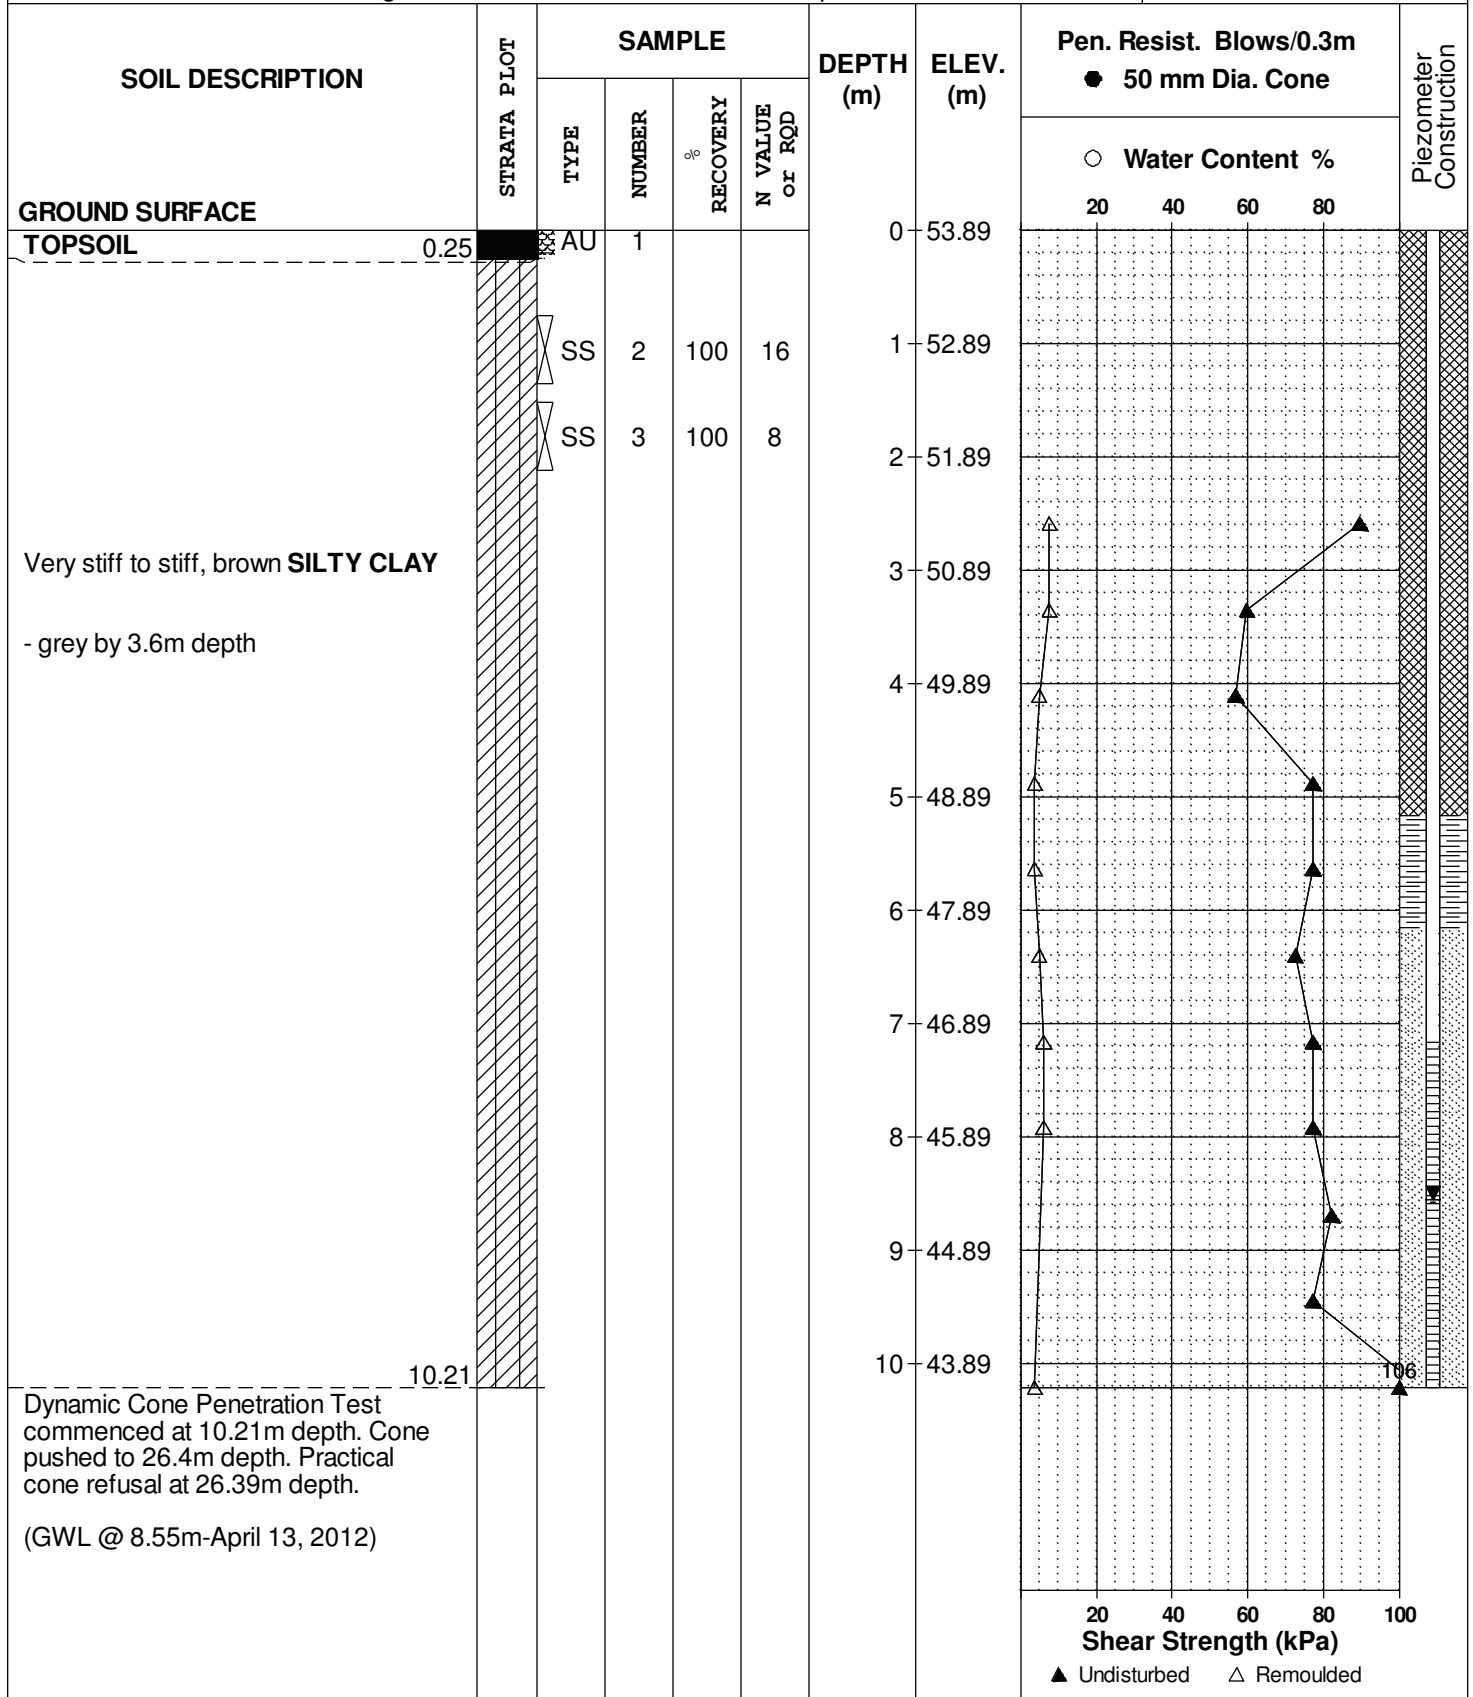 SOIL DESCRIPTION
GROUND SURFACE
STRATA PLOT
SAMPLE
TYPE
NUMBER
%
RECOVERY
N VALUE
or RQD
DEPTH
(m)
ELEV.
(m)
Pen. Resist. Blows/0.3m
● 50 mm Dia. Cone
○ Water Content %
20 40 60 80
Piezometer
Construction
TOPSOIL 0.25
AU 1
0 53.89
SS 2 100 16
1 52.89
SS 3 100 8
2 51.89
Very stiff to stiff, brown SILTY CLAY
3 50.89
- grey by 3.6m depth
4 49.89
5 48.89
6 47.89
7 46.89
8 45.89
9 44.89
10 43.89
106
10.21
Dynamic Cone Penetration Test
commenced at 10.21m depth. Cone
pushed to 26.4m depth. Practical
cone refusal at 26.39m depth.
(GWL @ 8.55m-April 13, 2012)
20 40 60 80 100
Shear Strength (kPa)
▲ Undisturbed △ Remoulded